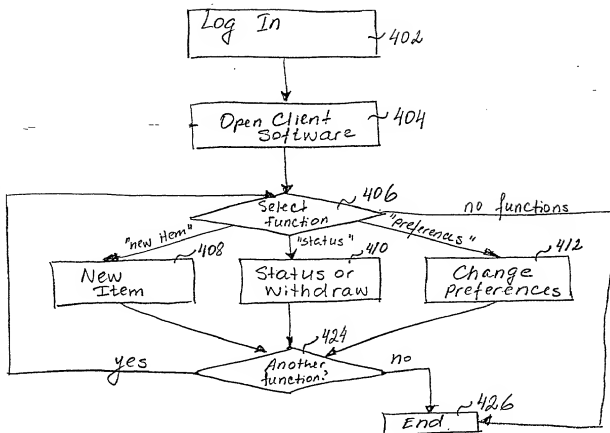 Log In
402
Open Client
Software
404
406
Select
function
no functions
"new item"
"status"
"preferences"
408
New
Item
410
Status or
Withdraw
412
Change
Preferences
424
Another
function?
yes
no
426
End